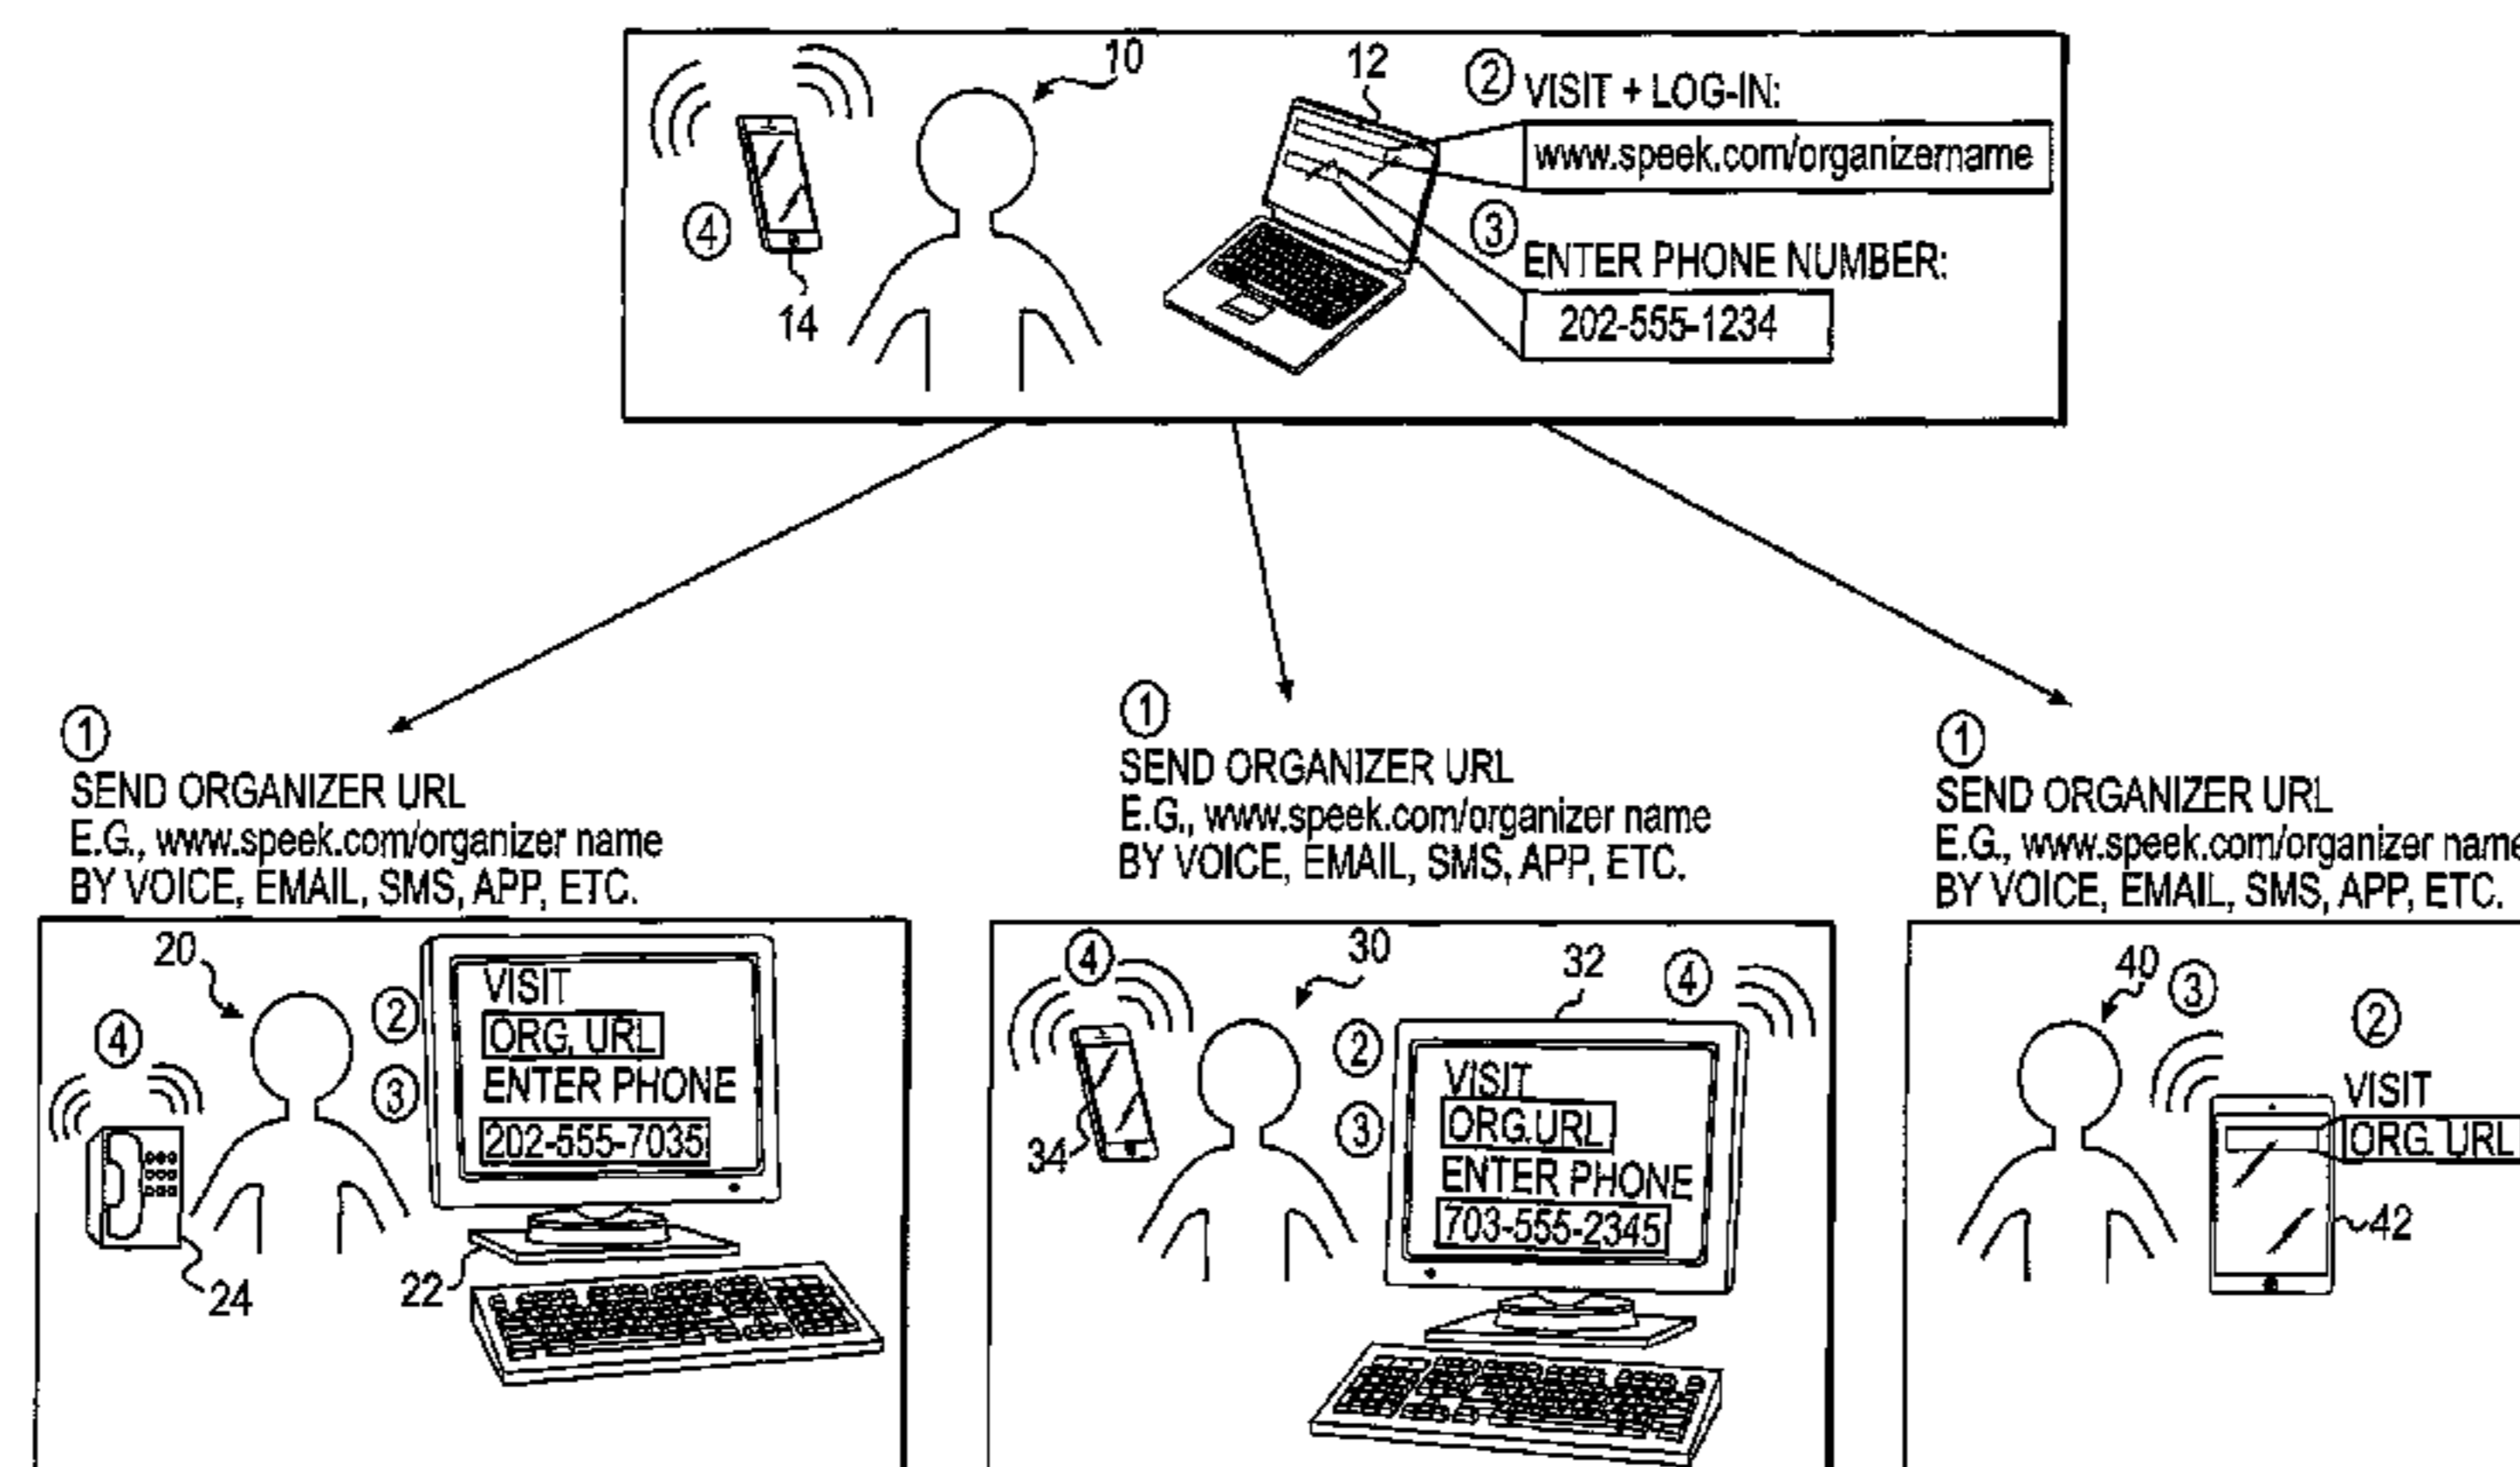 10
12
② VISIT + LOG-IN:
www.speek.com/organizername
③
ENTER PHONE NUMBER:
202-555-1234
④
14
①
SEND ORGANIZER URL
E.G., www.speek.com/organizer name
BY VOICE, EMAIL, SMS, APP, ETC.
①
SEND ORGANIZER URL
E.G., www.speek.com/organizer name
BY VOICE, EMAIL, SMS, APP, ETC.
①
SEND ORGANIZER URL
E.G., www.speek.com/organizer name
BY VOICE, EMAIL, SMS, APP, ETC.
20
④
②
③
VISIT
ORG. URL
ENTER PHONE
202-555-7035
24
22
④
30
32
④
②
③
VISIT
ORG.URL
ENTER PHONE
703-555-2345
34
40
③
②
VISIT
ORG. URL
42